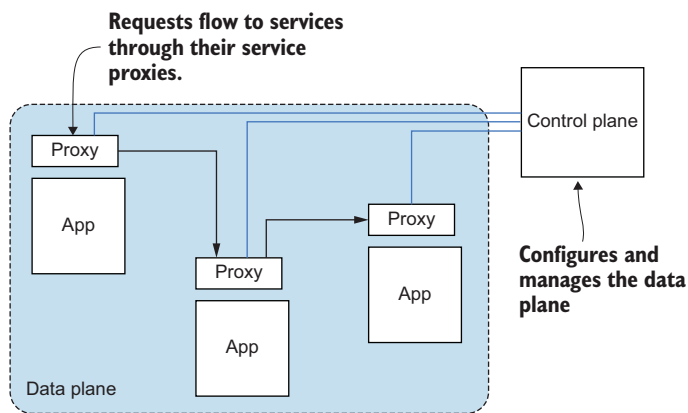 Requests flow to services
through their service
proxies.
Control plane
Proxy
App
Proxy
Proxy
App
App
Configures and
manages the data
plane
Data plane